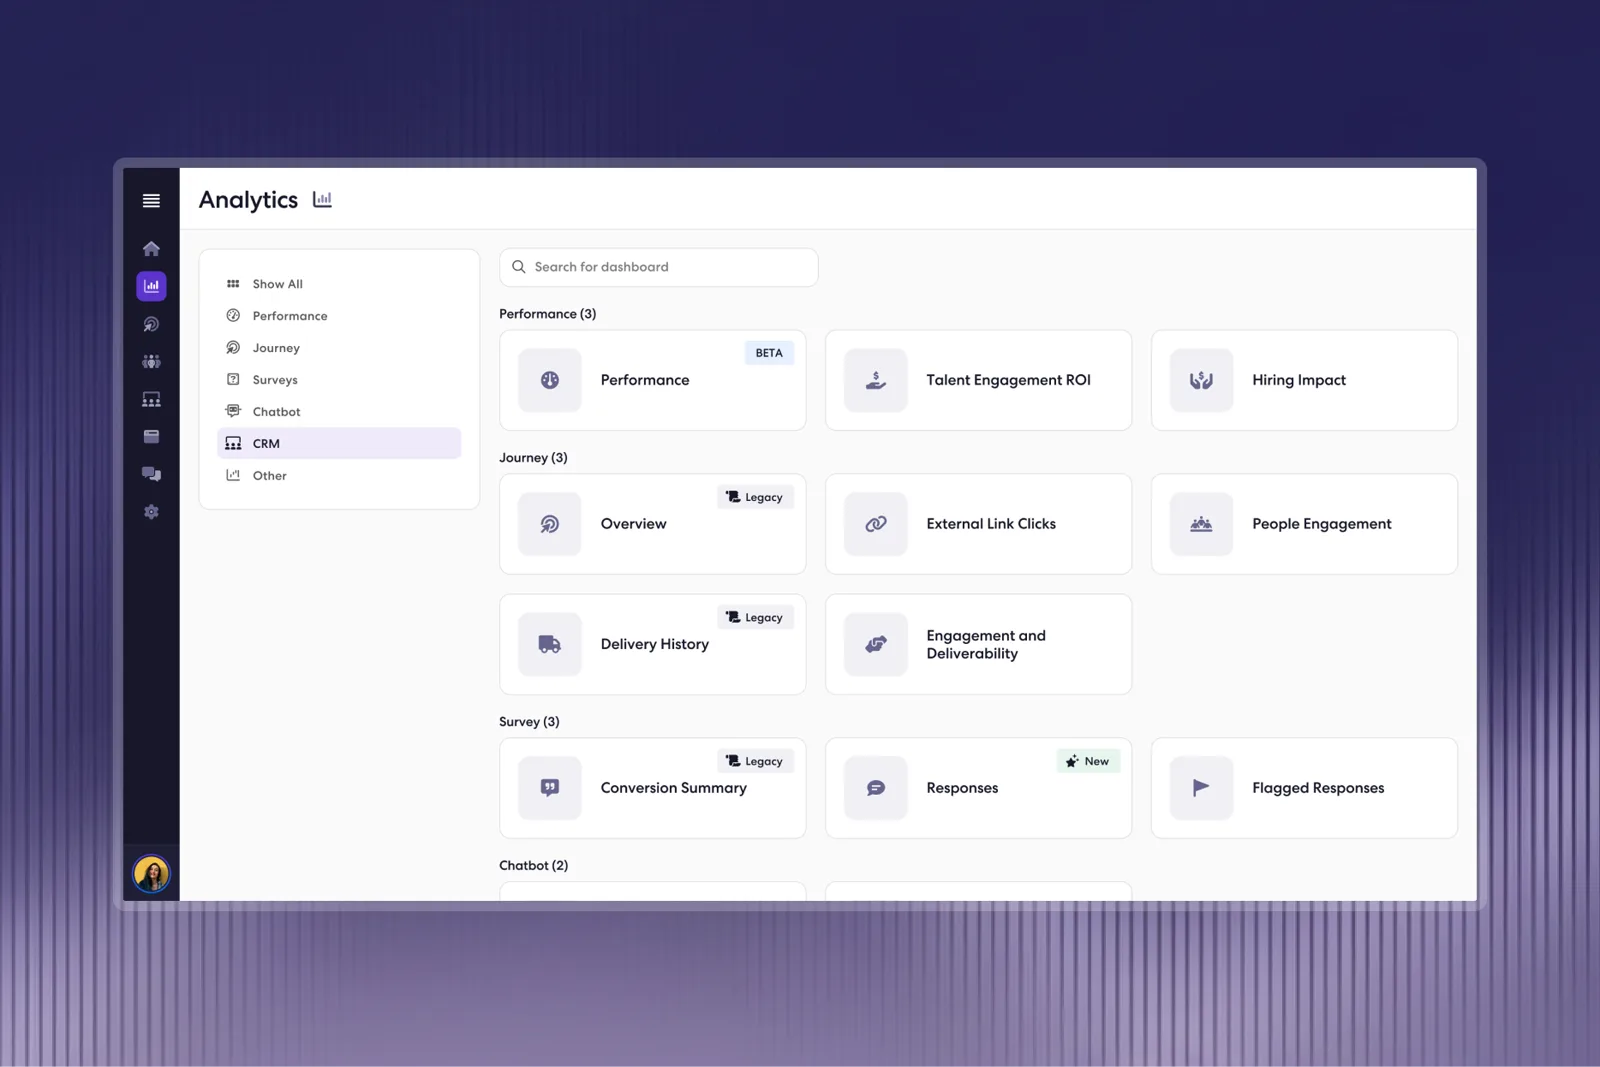 Analytics
Show All
Performance
Journey
Surveys
Chatbot
CRM
Other
Search for dashboard
Performance (3)
BETA
Performance
Talent Engagement ROI
Hiring Impact
Journey (3)
Legacy
Overview
External Link Clicks
People Engagement
Legacy
Delivery History
Engagement and
Deliverability
Survey (3)
Legacy
Conversion Summary
New
Responses
Flagged Responses
Chatbot (2)